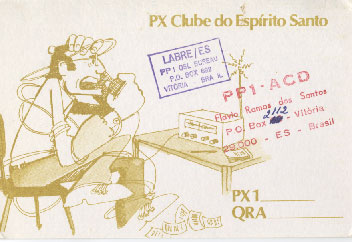 PX Clube do Espírito Santo
LABRE/ES
PP1 QSL BUREAU
P.O. BOX
VITÓRIA
PP1-ACD
Flavio Ramos dos Santos
P.O. Box 2112 - Vitória
29.000 - ES - Brasil
PX1
QRA